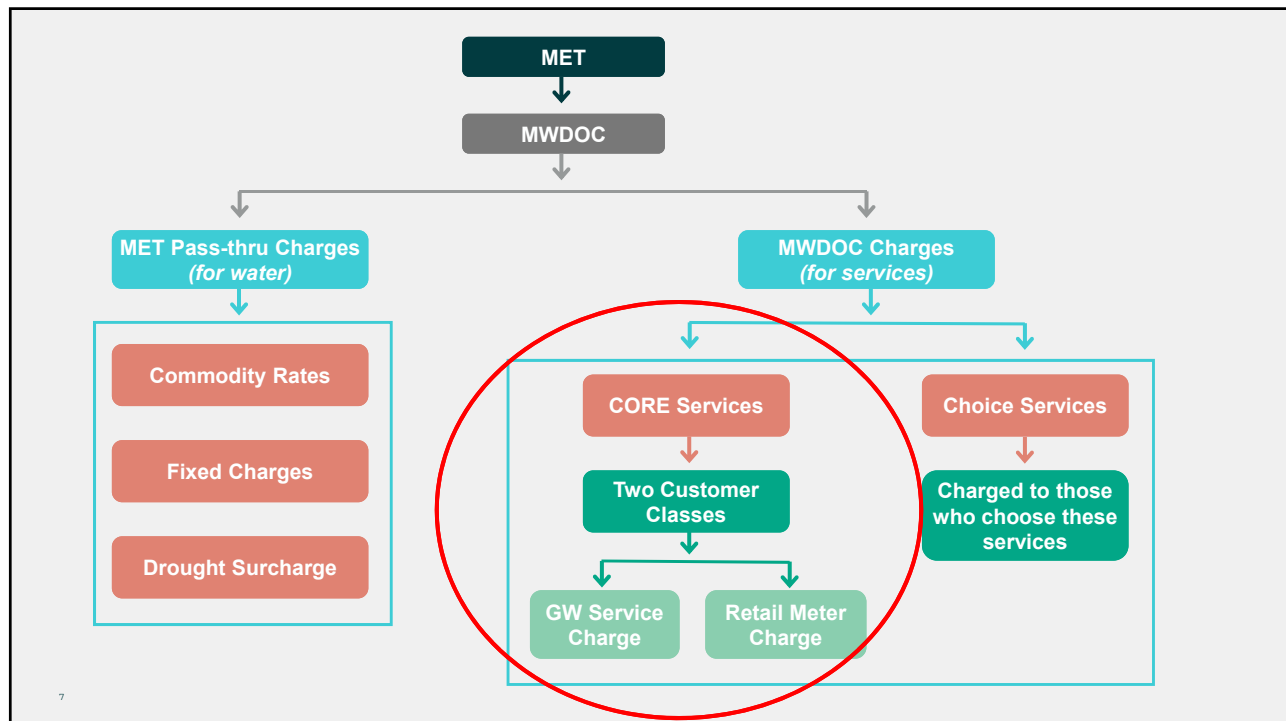 MET
MWDOC
MET Pass-thru Charges
(for water)
Commodity Rates
Fixed Charges
Drought Surcharge
MWDOC Charges
(for services)
CORE Services
Two Customer
Classes
GW Service
Charge
Retail Meter
Charge
Choice Services
Charged to those
who choose these
services
7